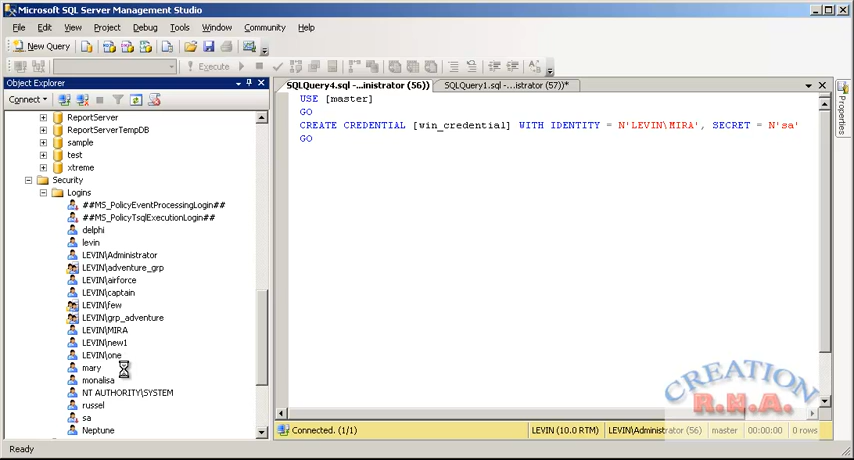 Microsoft SQL Server Management Studio
File Edit View Project Debug Tools Window Community Help
New Query
Execute
Object Explorer
Connect
ReportServer
ReportServerTempDB
sample
test
xtreme
Security
Logins
##MS_PolicyEventProcessingLogin##
##MS_PolicyTsqlExecutionLogin##
delphi
levin
LEVIN\Administrator
LEVIN\adventure_grp
LEVIN\airforce
LEVIN\captain
LEVIN\few
LEVIN\grp_adventure
LEVIN\MIRA
LEVIN\new1
LEVIN\one
mary
monalisa
NT AUTHORITY\SYSTEM
russel
sa
Neptune
SQLQuery4.sql -...inistrator (56)) SQLQuery1.sql -...istrator (57))*
USE [master]
GO
CREATE CREDENTIAL [win_credential] WITH IDENTITY = N'LEVIN\MIRA', SECRET = N'sa'
GO
Properties
CREATION
R.N.A.
Connected. (1/1) LEVIN (10.0 RTM) LEVIN\Administrator (56) master 00:00:00 0 rows
Ready